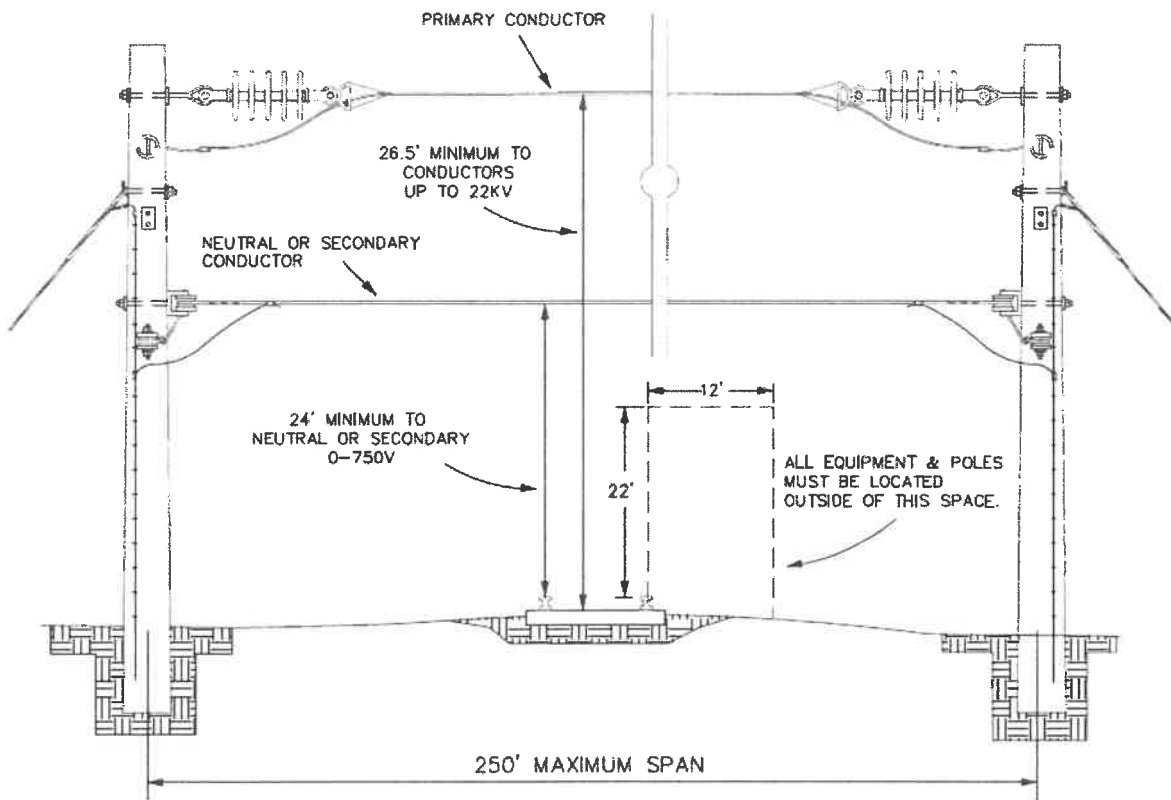 PRIMARY CONDUCTOR
26.5' MINIMUM TO
CONDUCTORS
UP TO 22KV
NEUTRAL OR SECONDARY
CONDUCTOR
12'
24' MINIMUM TO
NEUTRAL OR SECONDARY
0-750V
22'
ALL EQUIPMENT & POLES
MUST BE LOCATED
OUTSIDE OF THIS SPACE.
250' MAXIMUM SPAN